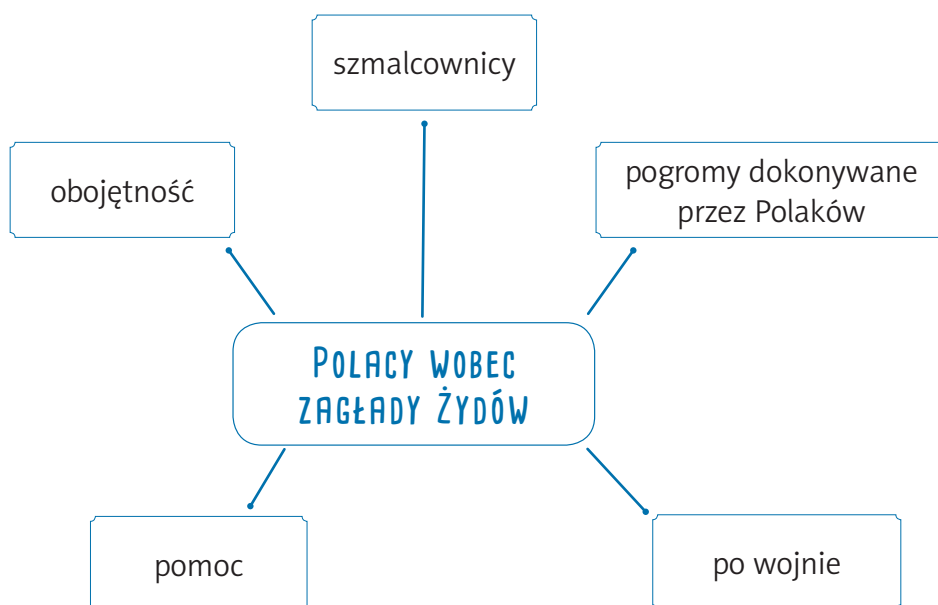 szmalcownicy
obojętność
pogromy dokonywane
przez Polaków
POLACY WOBEC
ZAGŁADY ŻYDÓW
pomoc
po wojnie